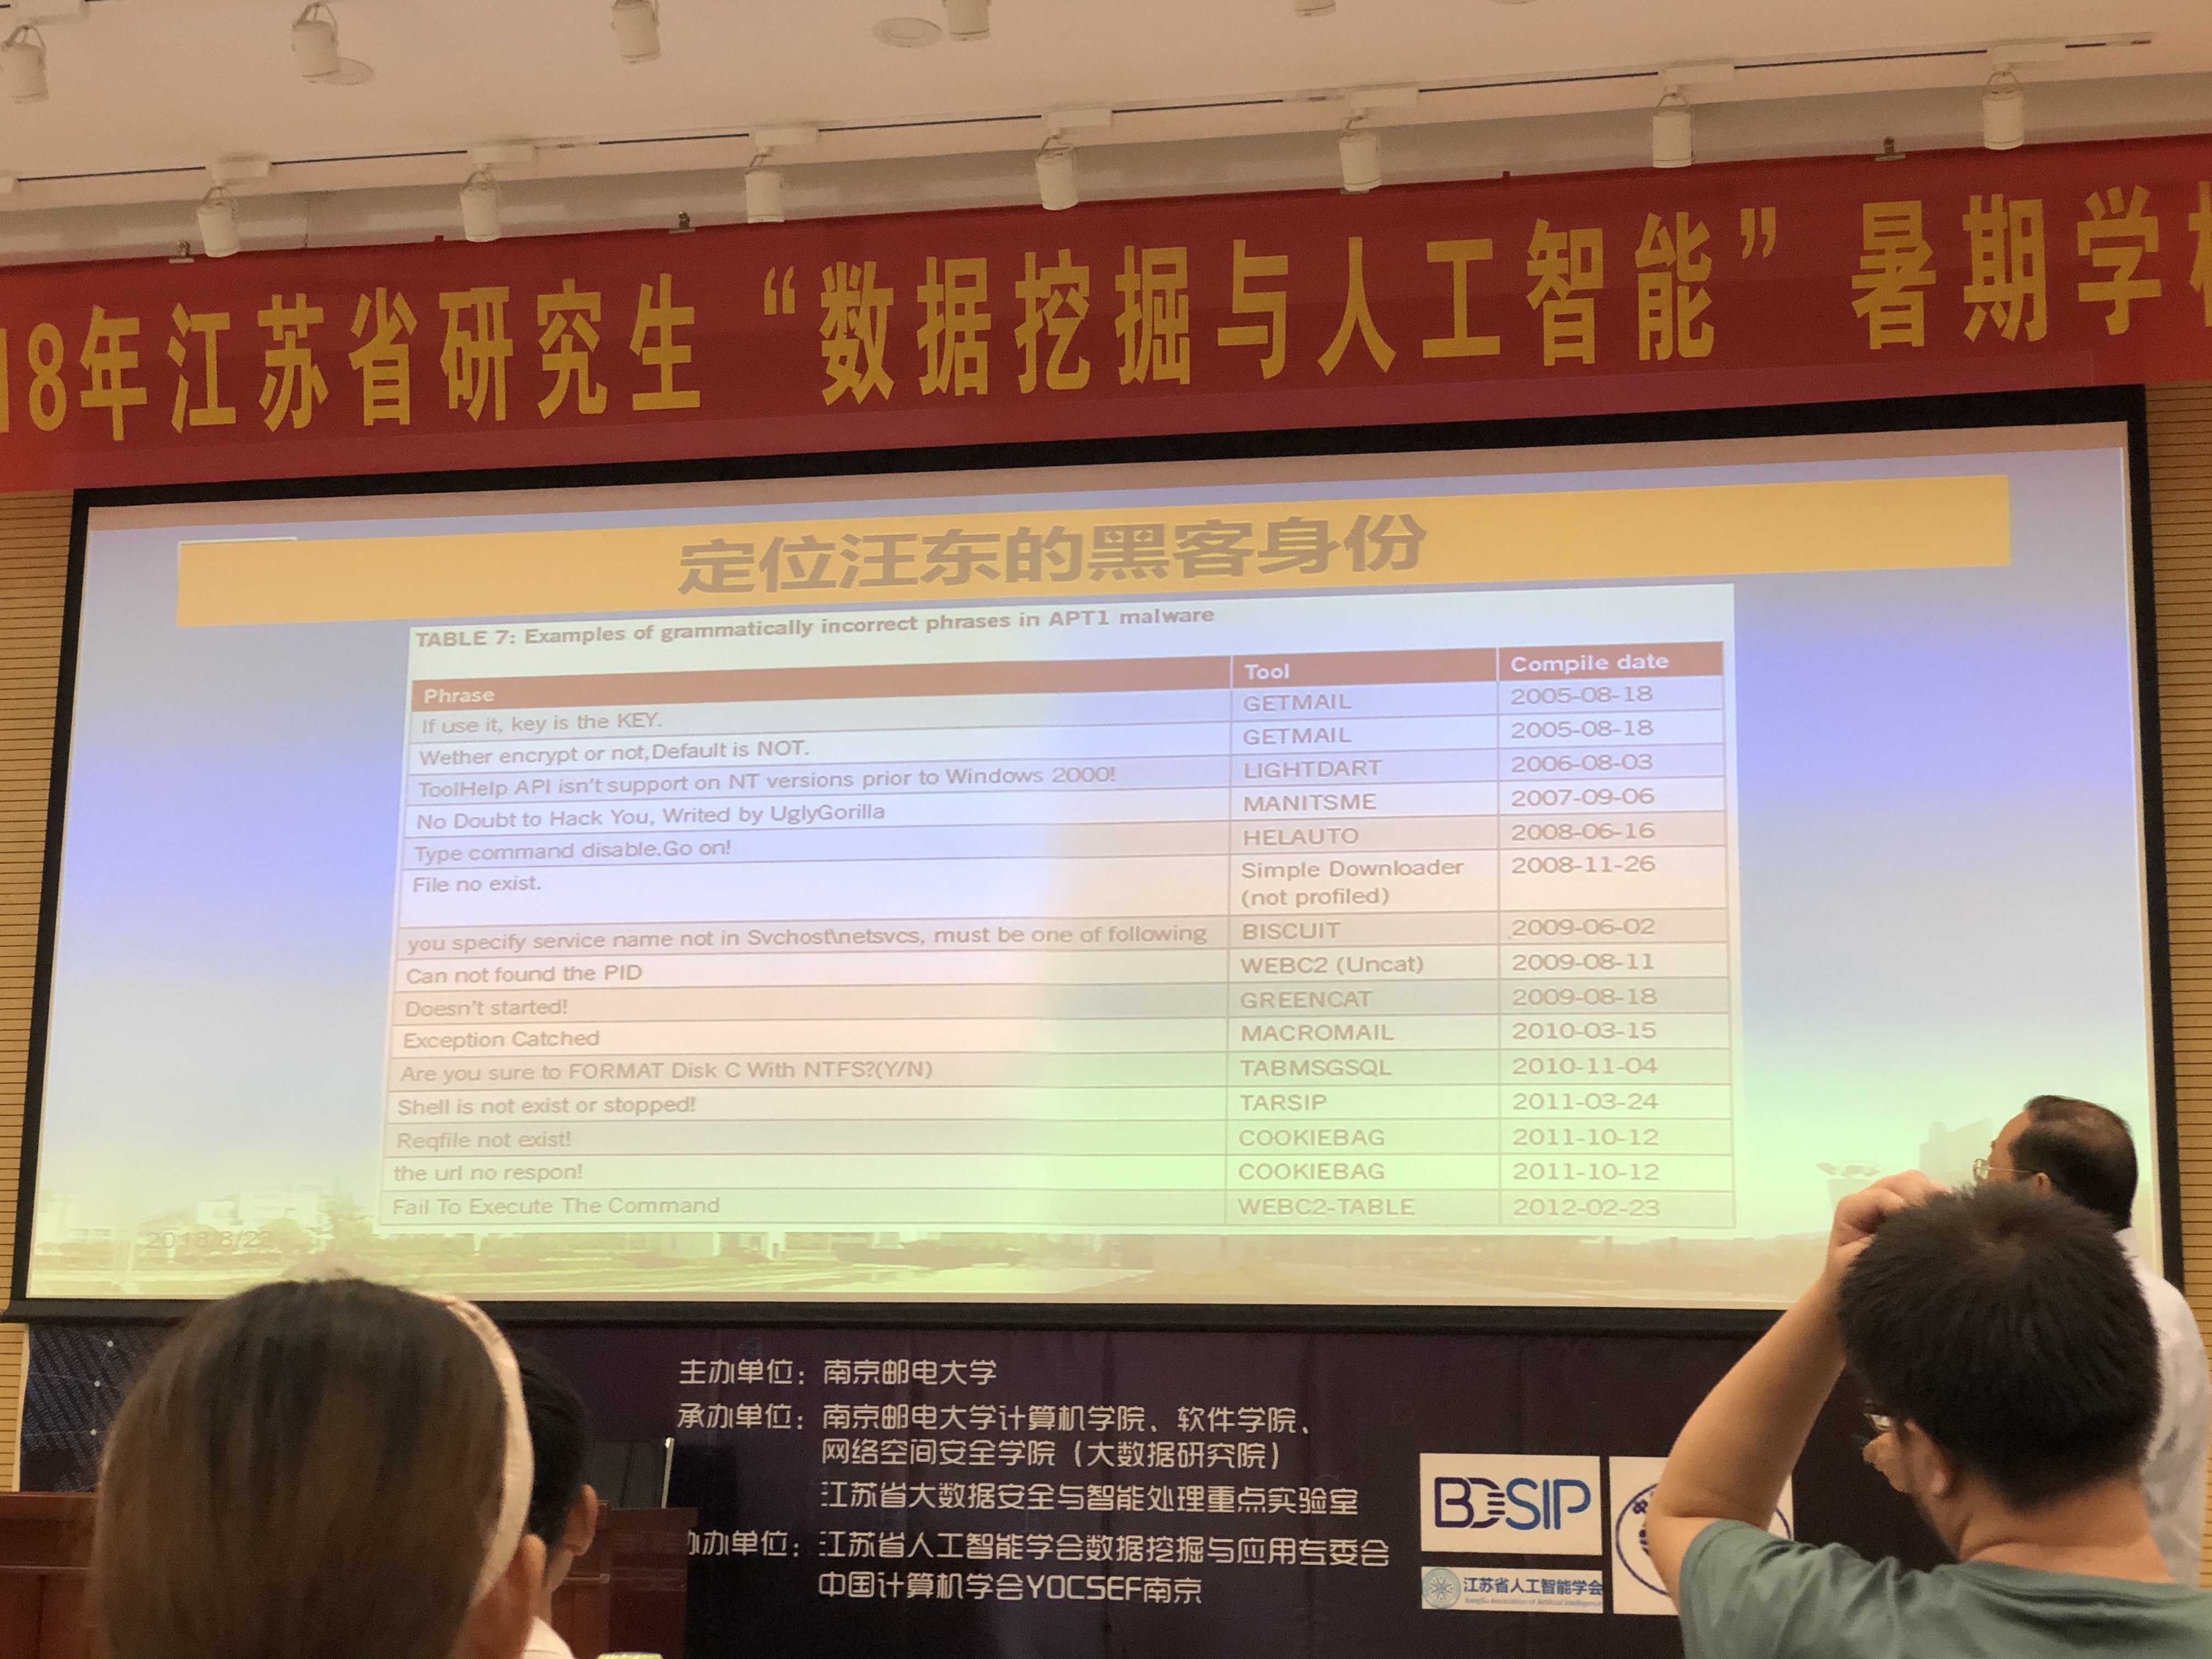 18年江苏省研究生“数据挖掘与人工智能”暑期学校
定位汪东的黑客身份
TABLE 7: Examples of grammatically incorrect phrases in APT1 malware
Phrase Tool Compile date
If use it, key is the KEY. GETMAIL 2005-08-18
Wether encrypt or not,Default is NOT. GETMAIL 2005-08-18
ToolHelp API isn't support on NT versions prior to Windows 2000! LIGHTDART 2006-08-03
No Doubt to Hack You, Writed by UglyGorilla MANITSME 2007-09-06
Type command disable.Go on! HELAUTO 2008-06-16
File no exist. Simple Downloader 2008-11-26
(not profiled)
you specify service name not in Svchost\netsvcs, must be one of following BISCUIT 2009-06-02
Can not found the PID WEBC2 (Uncat) 2009-08-11
Doesn't started! GREENCAT 2009-08-18
Exception Catched MACROMAIL 2010-03-15
Are you sure to FORMAT Disk C With NTFS?(Y/N) TABMSGSQL 2010-11-04
Shell is not exist or stopped! TARSIP 2011-03-24
Reqfile not exist! COOKIEBAG 2011-10-12
the url no respon! COOKIEBAG 2011-10-12
Fail To Execute The Command WEBC2-TABLE 2012-02-23
2018/8/23
主办单位：南京邮电大学
承办单位：南京邮电大学计算机学院、软件学院、
网络空间安全学院（大数据研究院）
江苏省大数据安全与智能处理重点实验室
协办单位：江苏省人工智能学会数据挖掘与应用专委会
中国计算机学会YOCSEF南京
BDSIP
江苏省人工智能学会
JiangSu Association of Artificial Intelligence